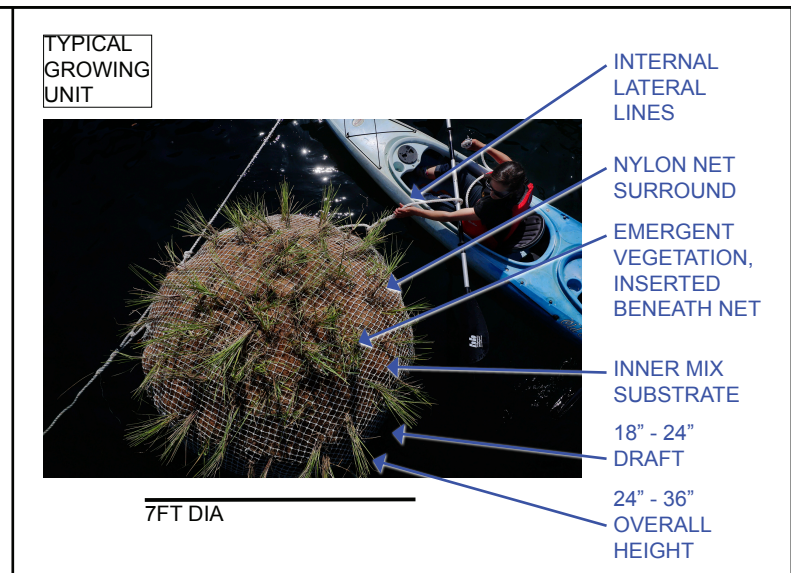 TYPICAL
GROWING
UNIT
INTERNAL
LATERAL
LINES
NYLON NET
SURROUND
EMERGENT
VEGETATION,
INSERTED
BENEATH NET
INNER MIX
SUBSTRATE
18” - 24”
DRAFT
24” - 36”
OVERALL
HEIGHT
7FT DIA